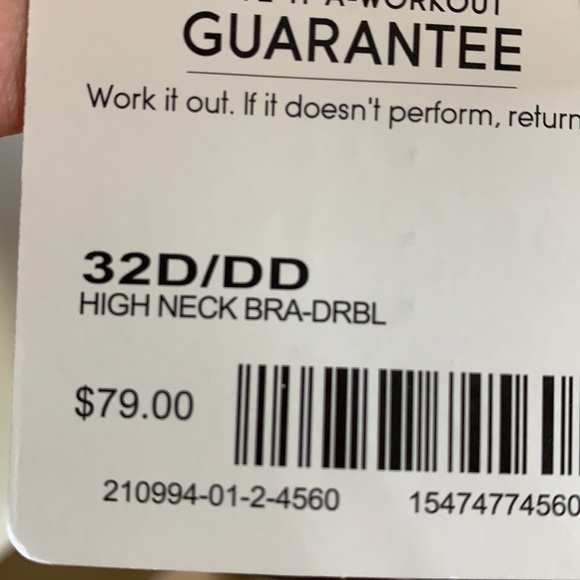 A-WORKOUT
GUARANTEE
Work it out. If it doesn't perform, return
32D/DD
HIGH NECK BRA-DRBL
$79.00
210994-01-2-4560 15474774560